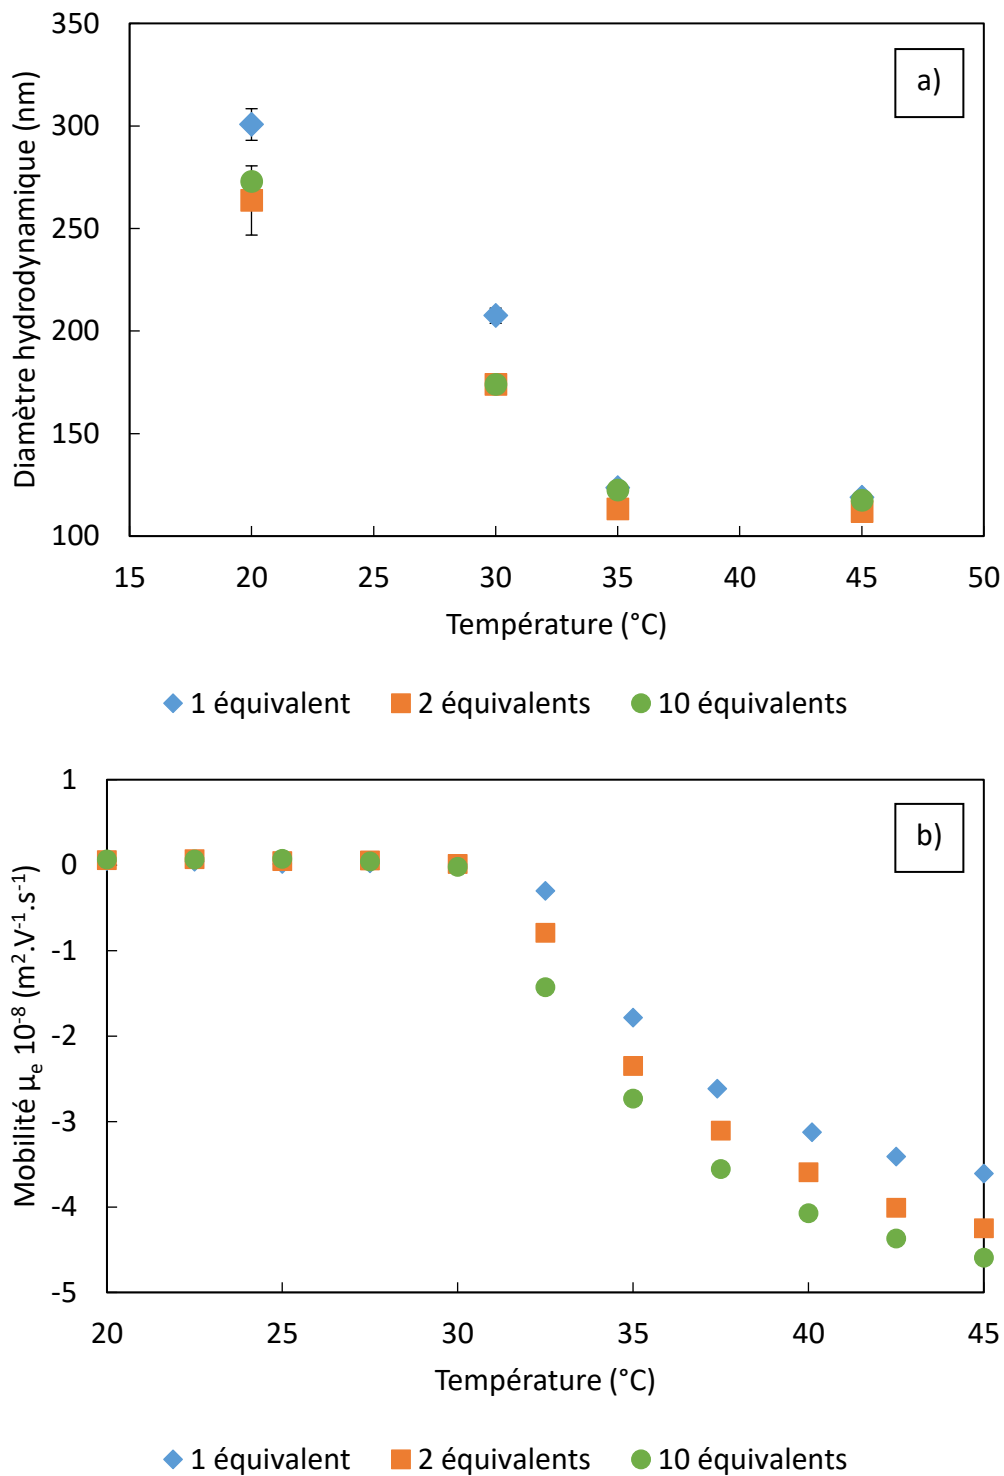 350
300
250
200
150
100
Diamètre hydrodynamique (nm)
a)
15 20 25 30 35 40 45 50
Température (°C)
1 équivalent 2 équivalents 10 équivalents
1
0
-1
-2
-3
-4
-5
Mobilité μe 10-8 (m2.V-1.s-1)
b)
20 25 30 35 40 45
Température (°C)
1 équivalent 2 équivalents 10 équivalents